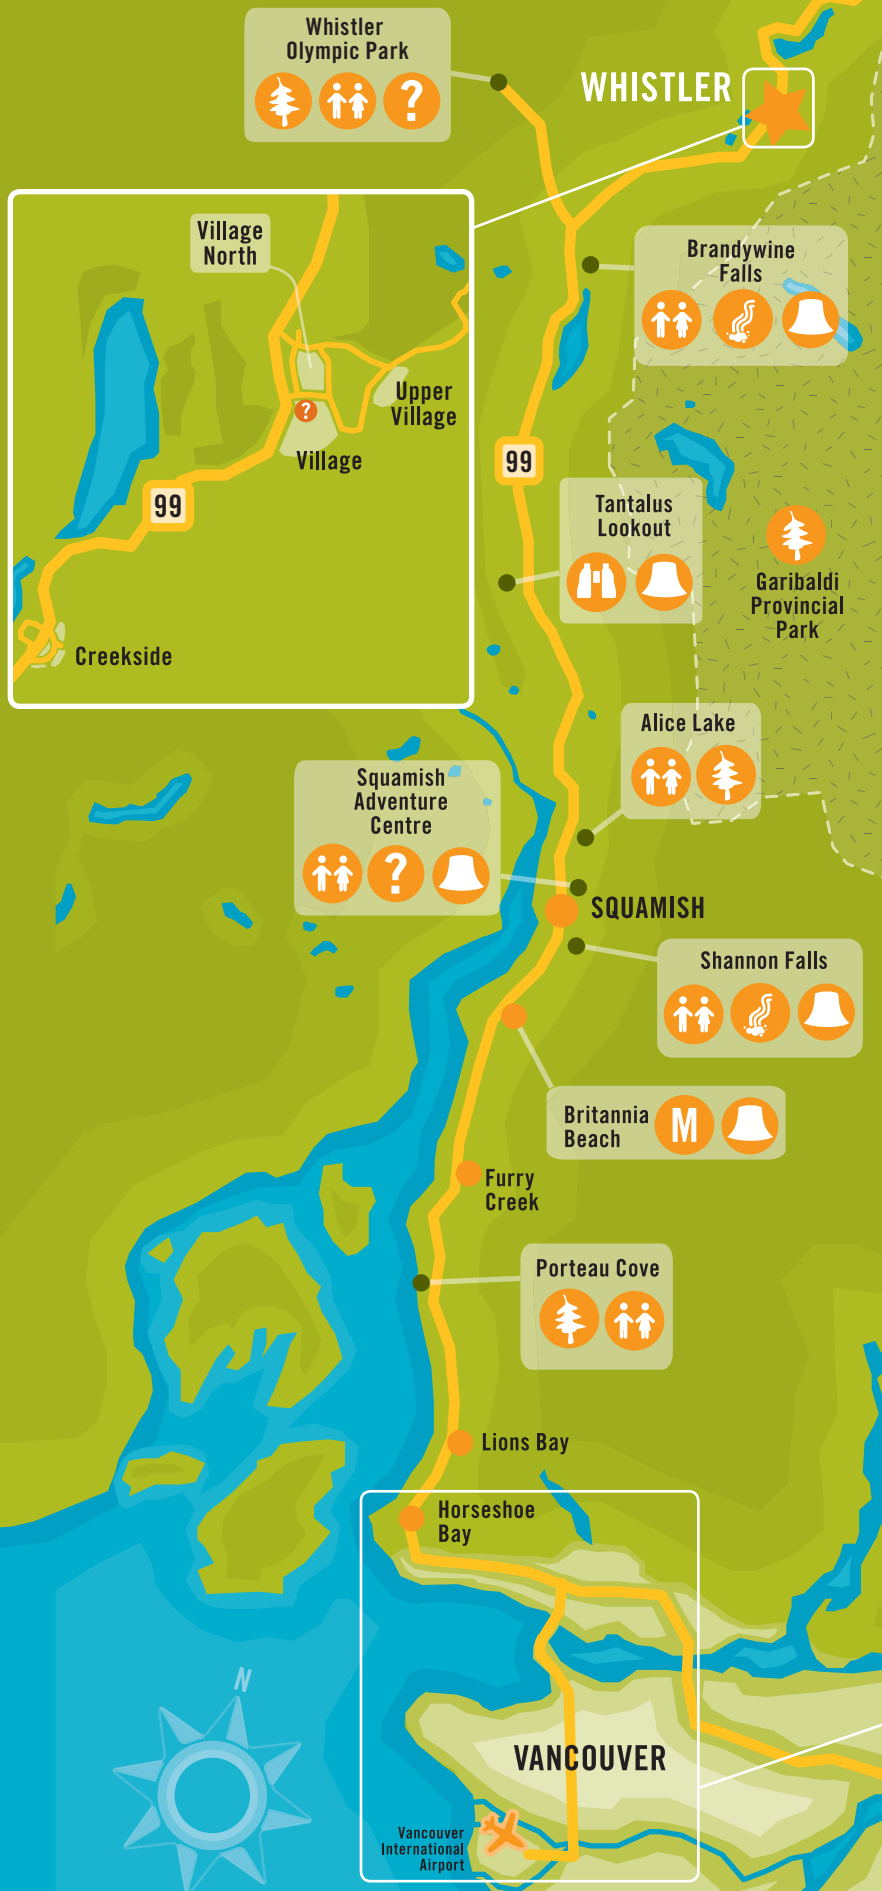 Whistler
Olympic Park
?
WHISTLER
Village
North
Brandywine
Falls
Upper
Village
?
Village
99
99
Tantalus
Lookout
Garibaldi
Provincial
Park
Creekside
Alice Lake
Squamish
Adventure
Centre
?
SQUAMISH
Shannon Falls
Britannia
Beach
M
Furry
Creek
Porteau Cove
Lions Bay
Horseshoe
Bay
N
VANCOUVER
Vancouver
International
Airport